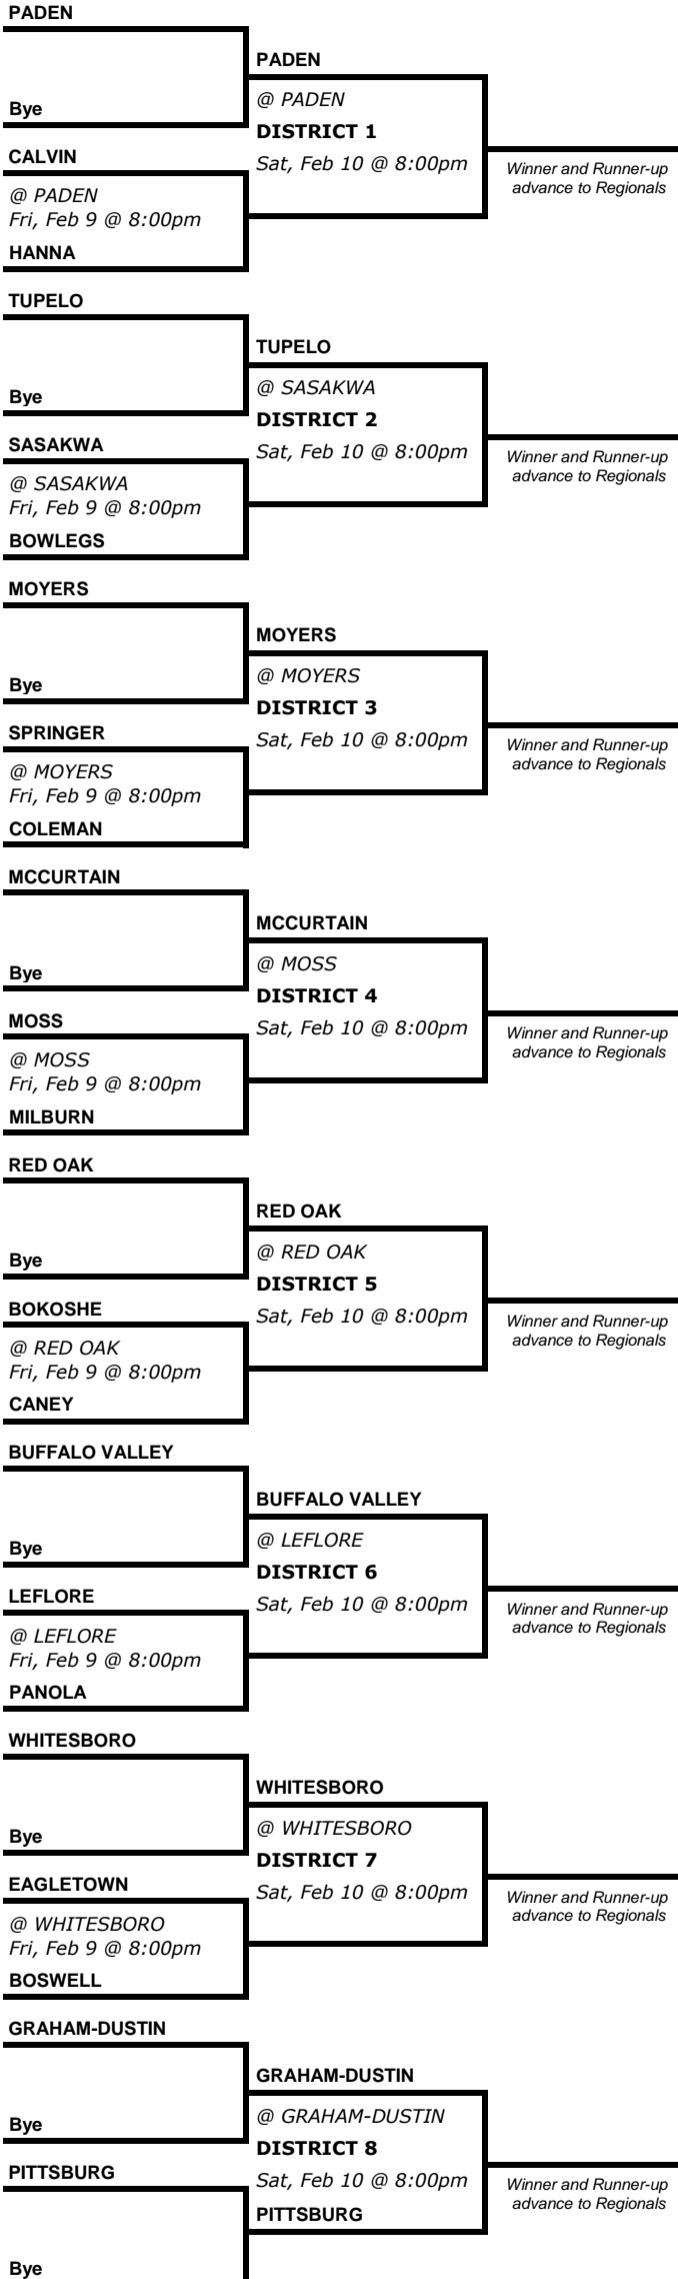 PADEN
PADEN
@ PADEN
Bye
DISTRICT 1
CALVIN
Sat, Feb 10 @ 8:00pm
Winner and Runner-up
advance to Regionals
@ PADEN
Fri, Feb 9 @ 8:00pm
HANNA
TUPELO
TUPELO
@ SASAKWA
Bye
DISTRICT 2
SASAKWA
Sat, Feb 10 @ 8:00pm
Winner and Runner-up
advance to Regionals
@ SASAKWA
Fri, Feb 9 @ 8:00pm
BOWLEGS
MOYERS
MOYERS
@ MOYERS
Bye
DISTRICT 3
SPRINGER
Sat, Feb 10 @ 8:00pm
Winner and Runner-up
advance to Regionals
@ MOYERS
Fri, Feb 9 @ 8:00pm
COLEMAN
MCCURTAIN
MCCURTAIN
@ MOSS
Bye
DISTRICT 4
MOSS
Sat, Feb 10 @ 8:00pm
Winner and Runner-up
advance to Regionals
@ MOSS
Fri, Feb 9 @ 8:00pm
MILBURN
RED OAK
RED OAK
@ RED OAK
Bye
DISTRICT 5
BOKOSHE
Sat, Feb 10 @ 8:00pm
Winner and Runner-up
advance to Regionals
@ RED OAK
Fri, Feb 9 @ 8:00pm
CANEY
BUFFALO VALLEY
BUFFALO VALLEY
@ LEFLORE
Bye
DISTRICT 6
LEFLORE
Sat, Feb 10 @ 8:00pm
Winner and Runner-up
advance to Regionals
@ LEFLORE
Fri, Feb 9 @ 8:00pm
PANOLA
WHITESBORO
WHITESBORO
@ WHITESBORO
Bye
DISTRICT 7
EAGLETOWN
Sat, Feb 10 @ 8:00pm
Winner and Runner-up
advance to Regionals
@ WHITESBORO
Fri, Feb 9 @ 8:00pm
BOSWELL
GRAHAM-DUSTIN
GRAHAM-DUSTIN
@ GRAHAM-DUSTIN
Bye
DISTRICT 8
PITTSBURG
Sat, Feb 10 @ 8:00pm
Winner and Runner-up
advance to Regionals
PITTSBURG
Bye